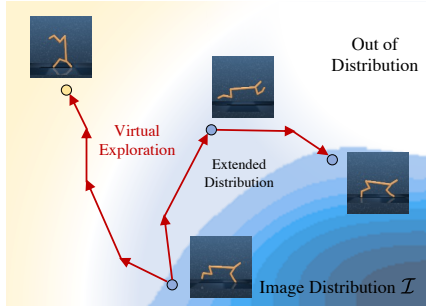 Out of
Distribution
Virtual
Exploration
Extended
Distribution
Image Distribution ℐ